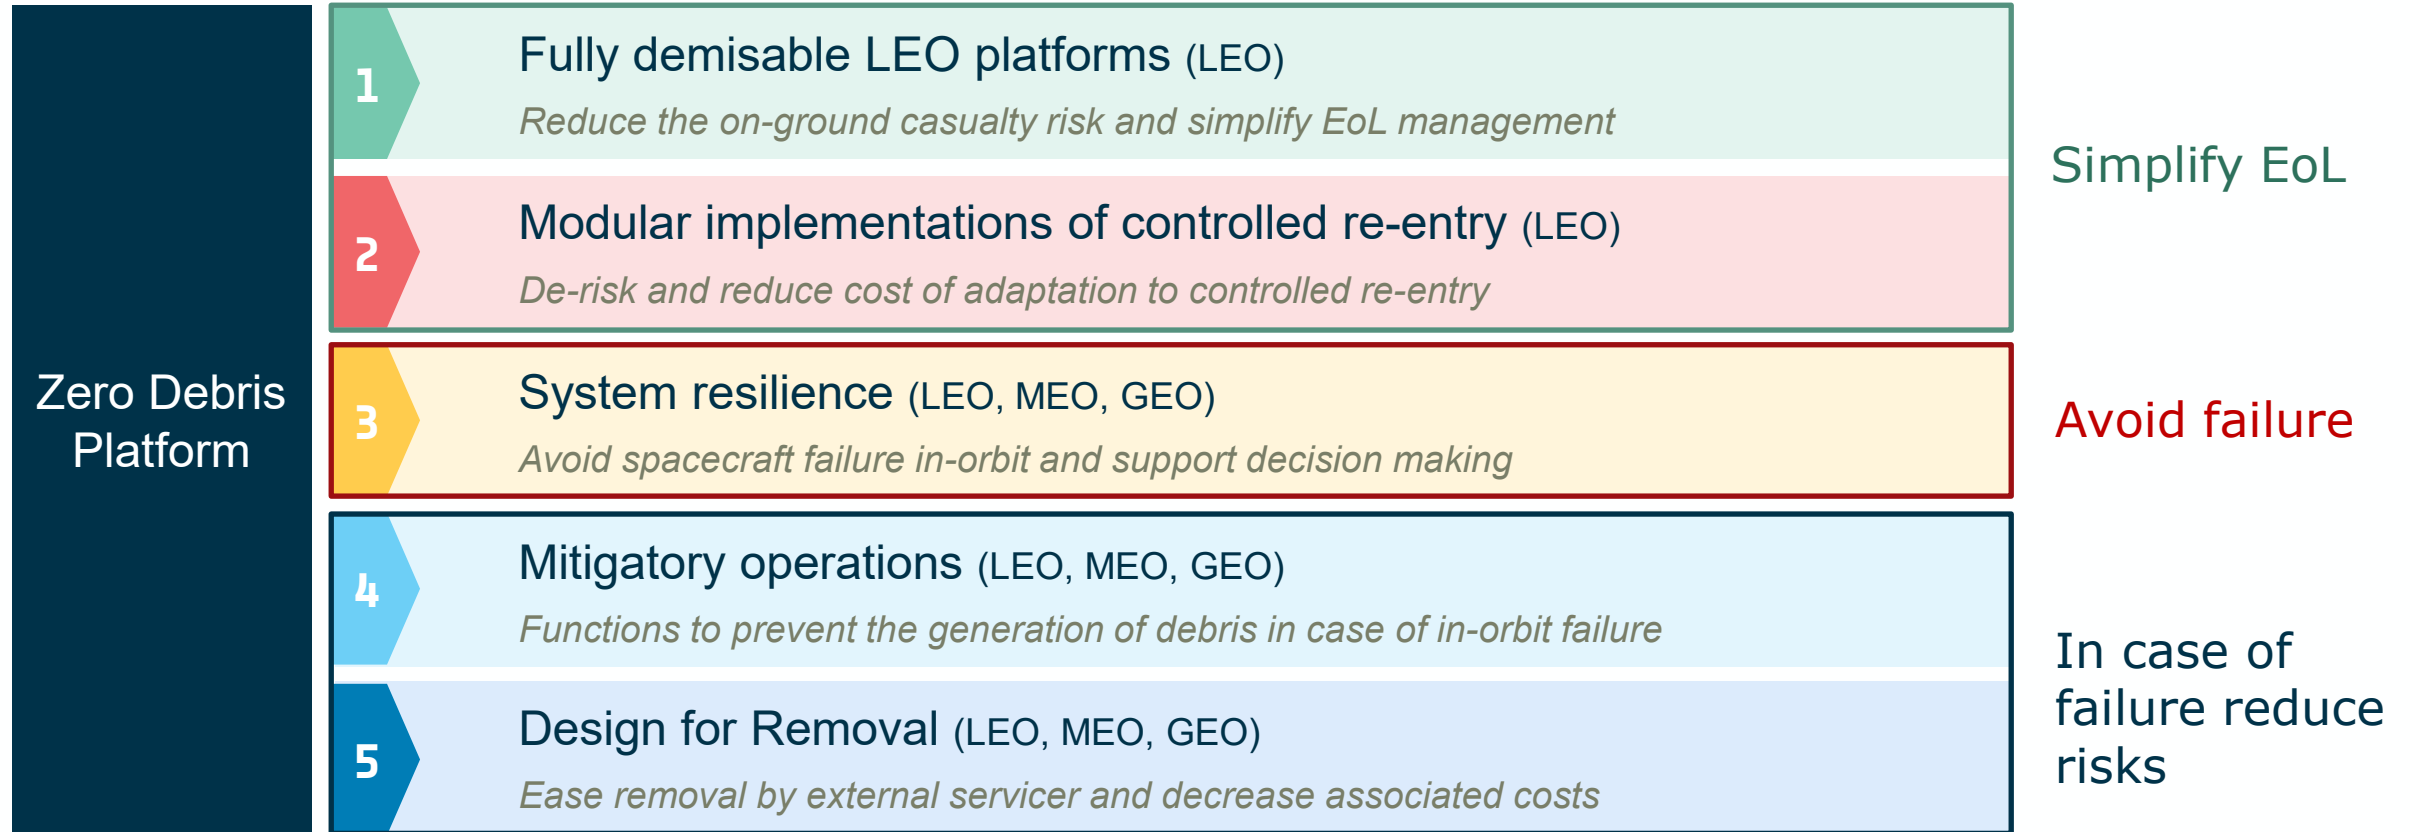 Zero Debris
Platform
1
Fully demisable LEO platforms (LEO)
Reduce the on-ground casualty risk and simplify EoL management
2
Modular implementations of controlled re-entry (LEO)
De-risk and reduce cost of adaptation to controlled re-entry
Simplify EoL
3
System resilience (LEO, MEO, GEO)
Avoid spacecraft failure in-orbit and support decision making
Avoid failure
4
Mitigatory operations (LEO, MEO, GEO)
Functions to prevent the generation of debris in case of in-orbit failure
5
Design for Removal (LEO, MEO, GEO)
Ease removal by external servicer and decrease associated costs
In case of
failure reduce
risks